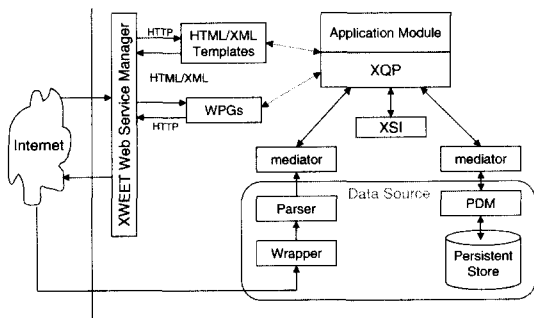 HTTP
HTML/XML
Templates
Application Module
XQP
XWEET Web Service Manager
HTML/XML
WPGs
HTTP
XSI
Internet
mediator
mediator
Data Source
Parser
PDM
Wrapper
Persistent
Store